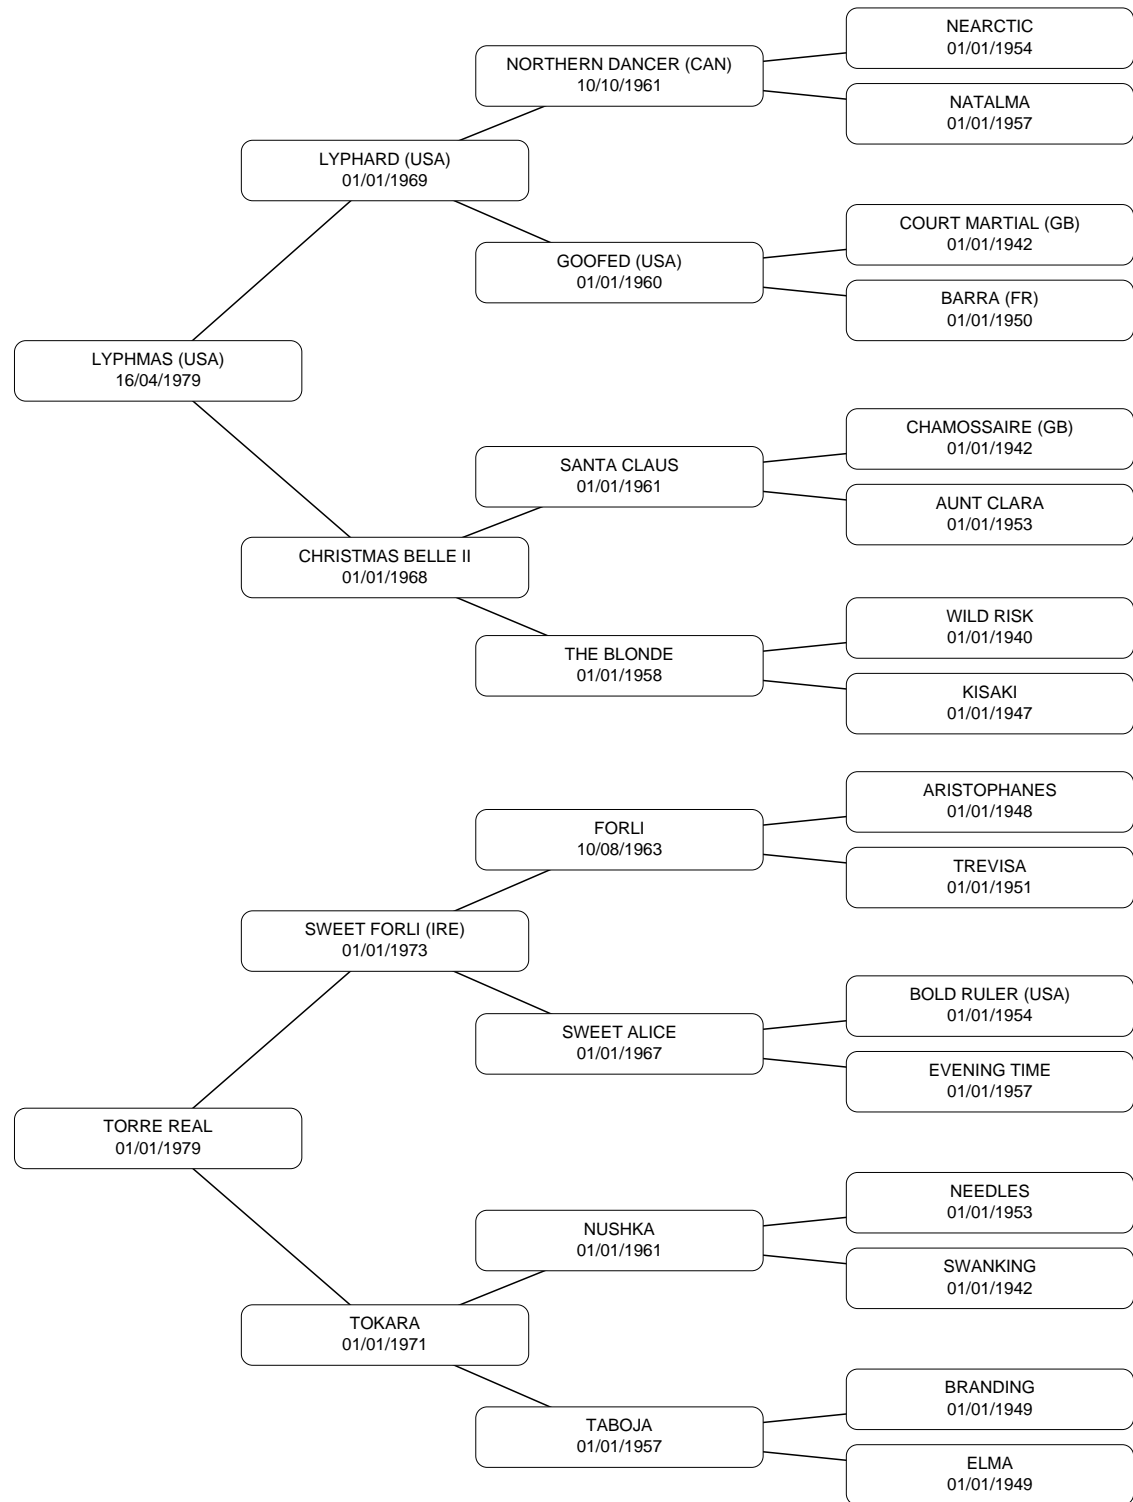 NEARCTIC
01/01/1954
NORTHERN DANCER (CAN)
10/10/1961
NATALMA
01/01/1957
LYPHARD (USA)
01/01/1969
COURT MARTIAL (GB)
01/01/1942
GOOFED (USA)
01/01/1960
BARRA (FR)
01/01/1950
LYPHMAS (USA)
16/04/1979
CHAMOSSAIRE (GB)
01/01/1942
SANTA CLAUS
01/01/1961
AUNT CLARA
01/01/1953
CHRISTMAS BELLE II
01/01/1968
WILD RISK
01/01/1940
THE BLONDE
01/01/1958
KISAKI
01/01/1947
ARISTOPHANES
01/01/1948
FORLI
10/08/1963
TREVISA
01/01/1951
SWEET FORLI (IRE)
01/01/1973
BOLD RULER (USA)
01/01/1954
SWEET ALICE
01/01/1967
EVENING TIME
01/01/1957
TORRE REAL
01/01/1979
NEEDLES
01/01/1953
NUSHKA
01/01/1961
SWANKING
01/01/1942
TOKARA
01/01/1971
BRANDING
01/01/1949
TABOJA
01/01/1957
ELMA
01/01/1949